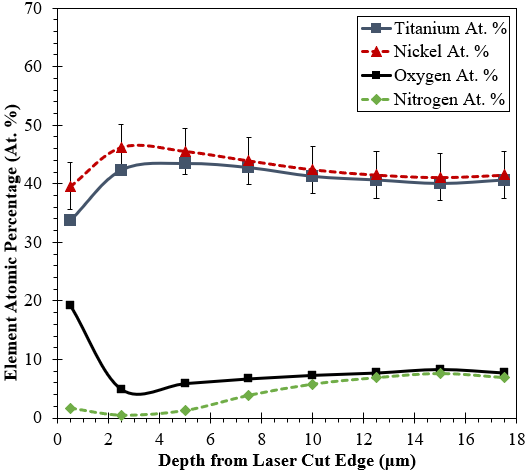 70
60
50
40
30
20
10
0
0 2 4 6 8 10 12 14 16 18
Element Atomic Percentage (At. %)
Depth from Laser Cut Edge (μm)
Titanium At. %
Nickel At. %
Oxygen At. %
Nitrogen At. %